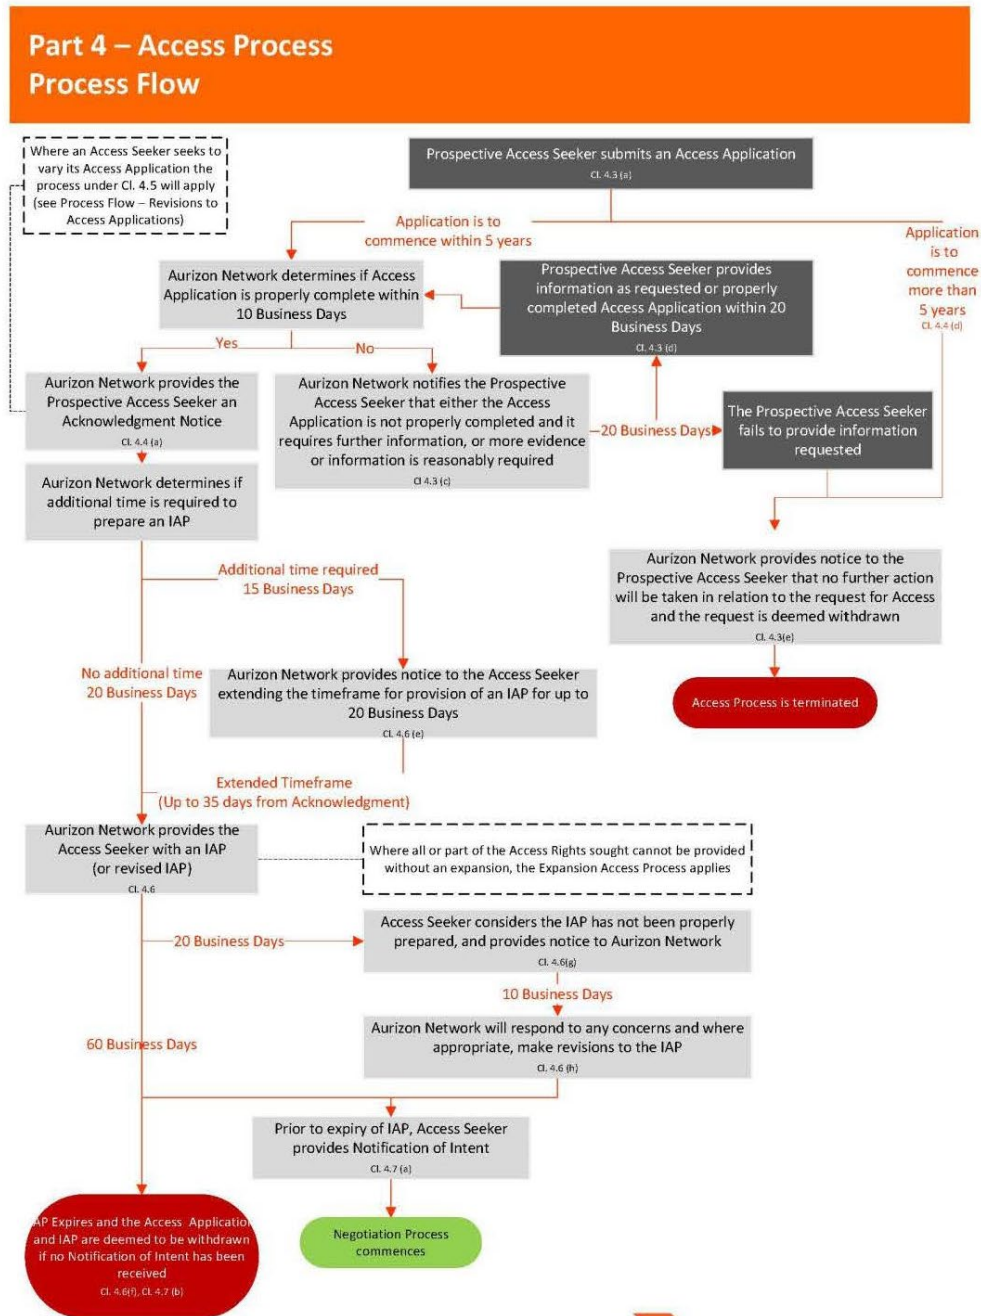 Part 4 – Access Process
Process Flow
Where an Access Seeker seeks to
vary its Access Application the
process under Cl. 4.5 will apply
(see Process Flow – Revisions to
Access Applications)
Prospective Access Seeker submits an Access Application
Cl. 4.3 (a)
Application is to
commence within 5 years
Application
is to
commence
more than
5 years
Cl. 4.4 (d)
Aurizon Network determines if Access
Application is properly complete within
10 Business Days
Prospective Access Seeker provides
information as requested or properly
completed Access Application within 20
Business Days
Cl. 4.3 (d)
Yes
No
Aurizon Network provides the
Prospective Access Seeker an
Acknowledgment Notice
Cl. 4.4 (a)
Aurizon Network notifies the Prospective
Access Seeker that either the Access
Application is not properly completed and it
requires further information, or more evidence
or information is reasonably required
Cl 4.3 (c)
20 Business Days
The Prospective Access Seeker
fails to provide information
requested
Aurizon Network determines if
additional time is required to
prepare an IAP
Additional time required
15 Business Days
Aurizon Network provides notice to the
Prospective Access Seeker that no further action
will be taken in relation to the request for Access
and the request is deemed withdrawn
Cl. 4.3(e)
No additional time
20 Business Days
Aurizon Network provides notice to the Access Seeker
extending the timeframe for provision of an IAP for up to
20 Business Days
Cl. 4.6 (e)
Access Process is terminated
Extended Timeframe
(Up to 35 days from Acknowledgment)
Aurizon Network provides the
Access Seeker with an IAP
(or revised IAP)
Cl. 4.6
Where all or part of the Access Rights sought cannot be provided
without an expansion, the Expansion Access Process applies
20 Business Days
Access Seeker considers the IAP has not been properly
prepared, and provides notice to Aurizon Network
Cl. 4.6(g)
10 Business Days
60 Business Days
Aurizon Network will respond to any concerns and where
appropriate, make revisions to the IAP
Cl. 4.6 (h)
Prior to expiry of IAP, Access Seeker
provides Notification of Intent
Cl. 4.7 (a)
AP Expires and the Access Application
and IAP are deemed to be withdrawn
if no Notification of Intent has been
received
Cl. 4.6(f), Cl. 4.7 (b)
Negotiation Process
commences